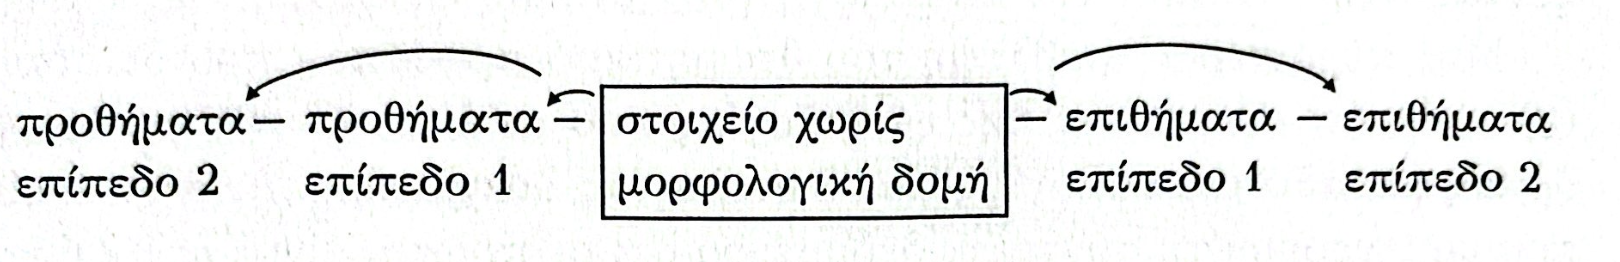 προθήματα — προθήματα — στοιχείο χωρίς — επιθήματα — επιθήματα
επίπεδο 2 επίπεδο 1 μορφολογική δομή επίπεδο 1 επίπεδο 2